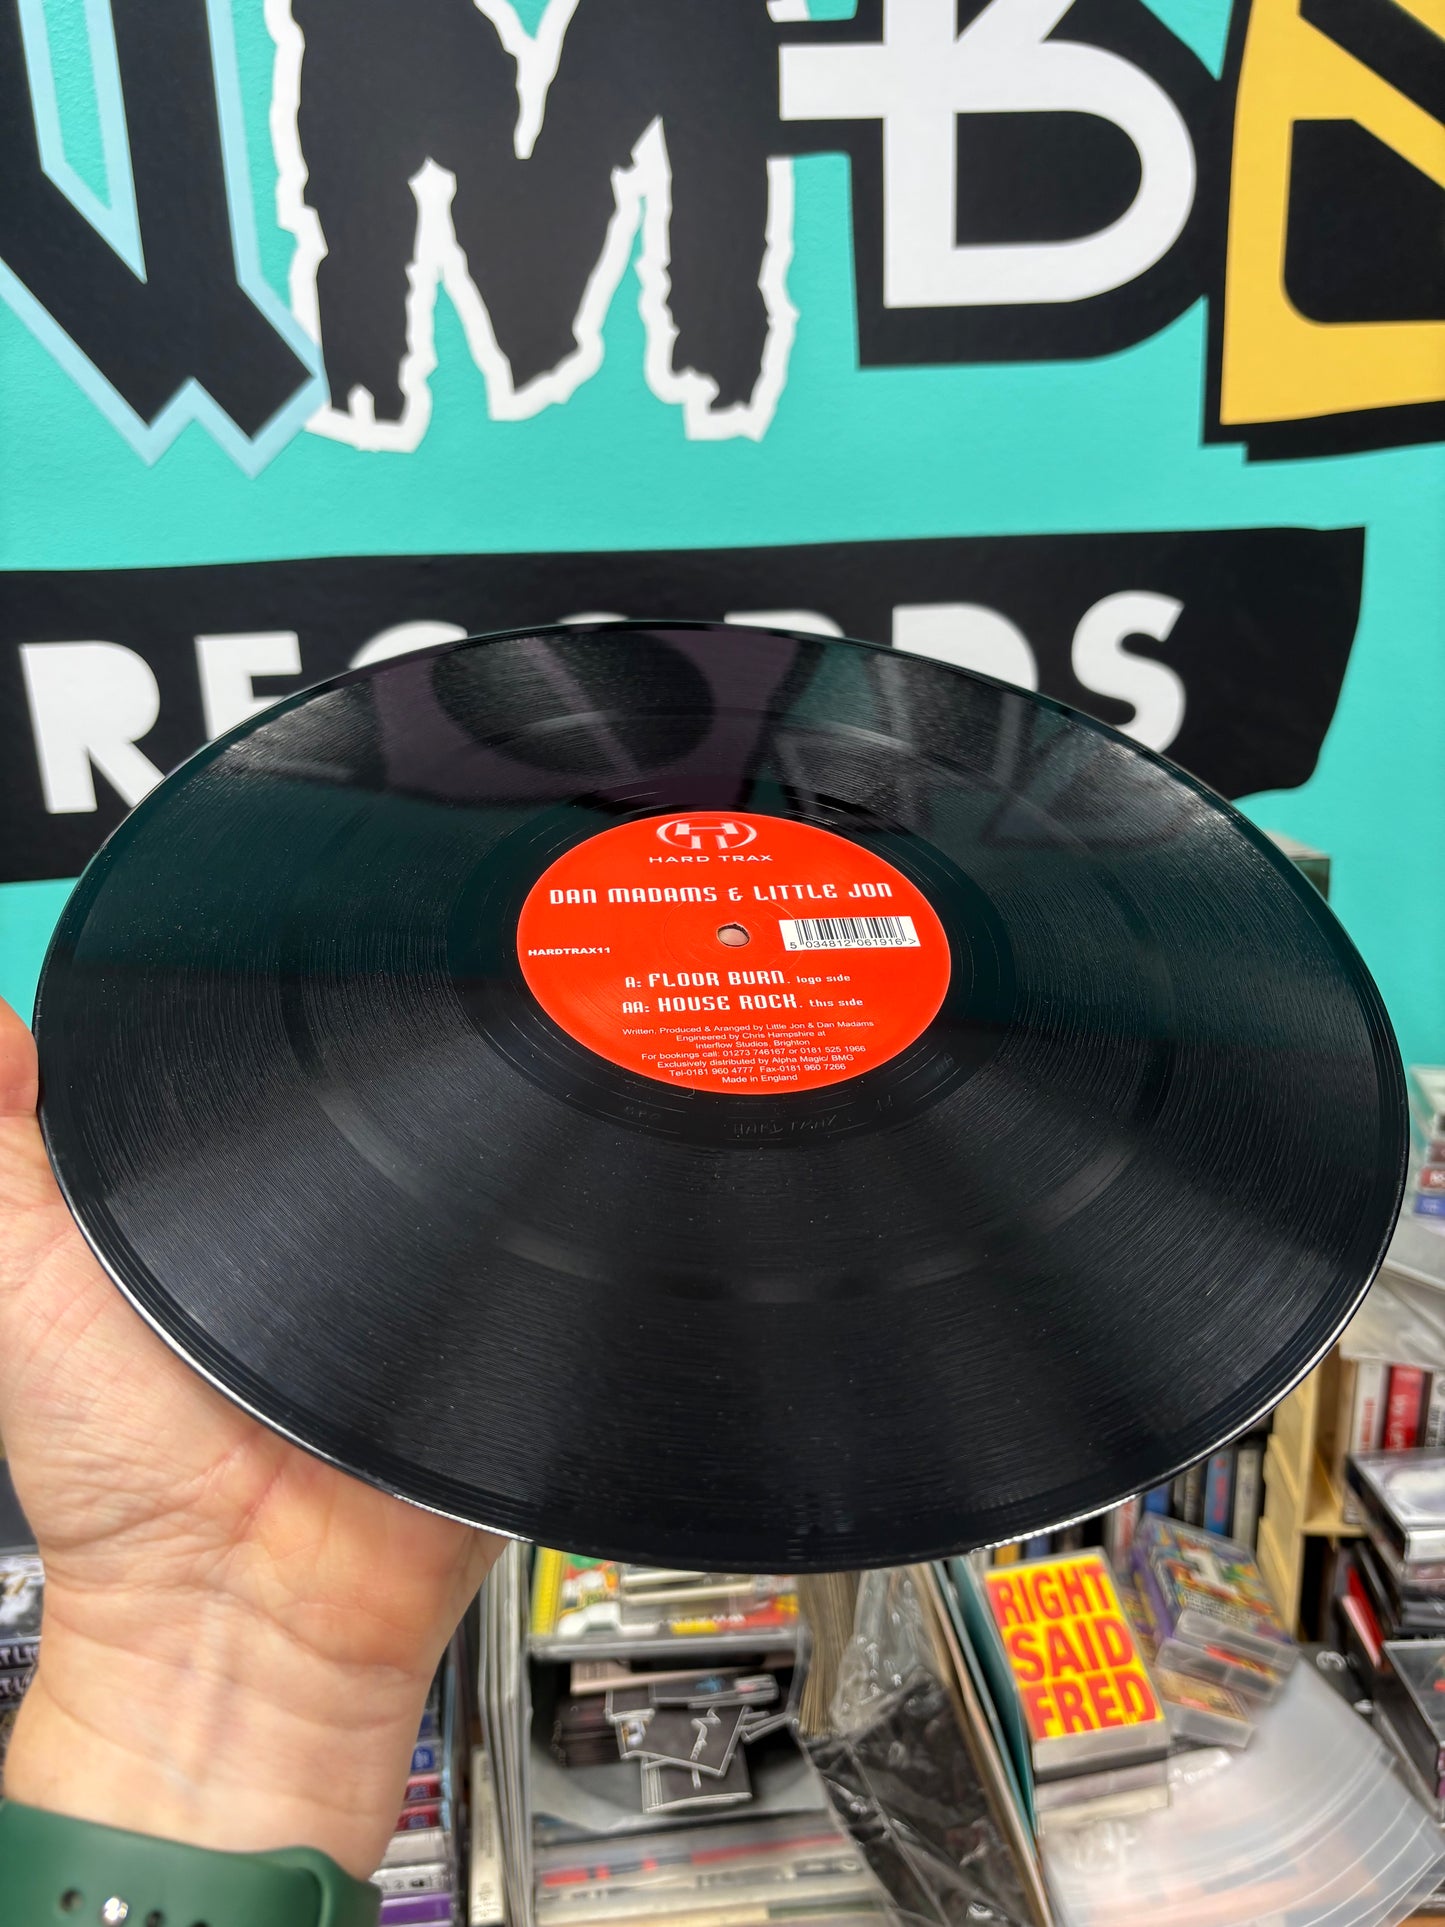 RECORDS
HARD TRAX
DAN MADAMS & LITTLE JON
5 034812 061916 >
HARDTRAX11
A: FLOOR BURN. logo side
AA: HOUSE ROCK. this side
Written, Produced & Aranged by Little Jon & Dan Madams
Engineered by Chris Hampshire at
Interflow Studios, Brighton
For bookings call: 01273 746167 or 0181 525 1966
Exclusively distributed by Alpha Magic/ BMG
Tel-0181 960 4777 Fax-0181 960 7266
Made in England
HARD TRAX 11
RIGHT
SAID
FRED